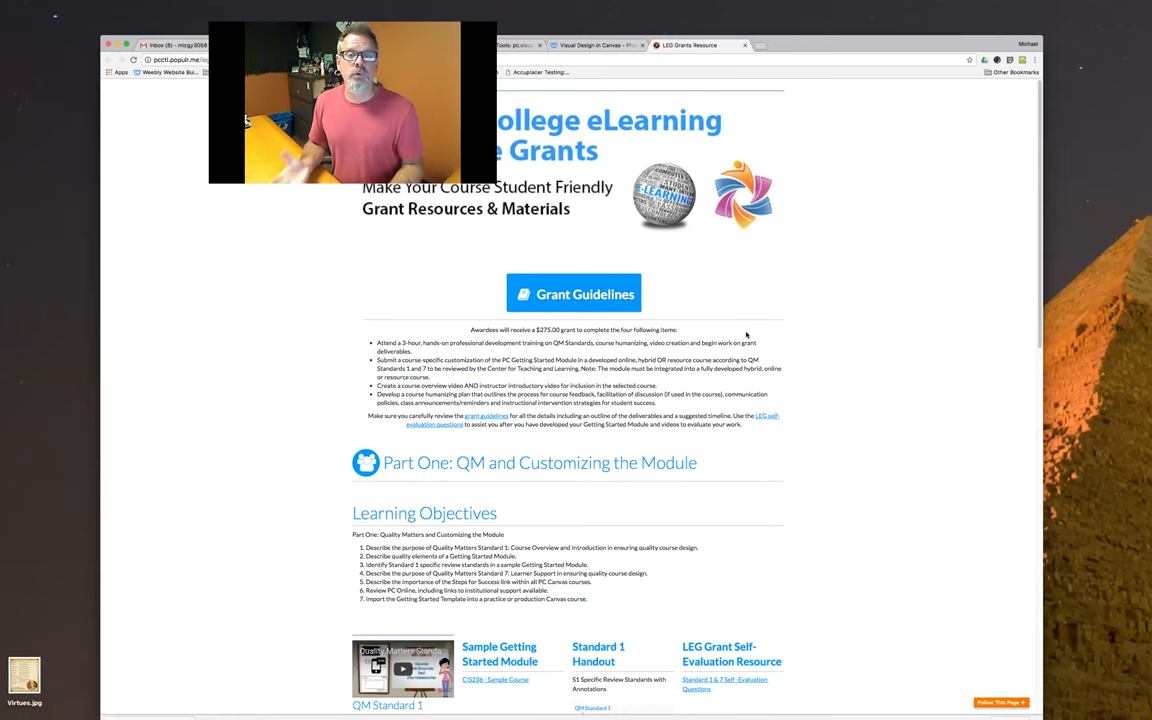 Inbox (6) - micgy3056
Tools: pc.visual
Visual Design in Canvas - Pho
LEG Grants Resource
Michael
pcctl.populr.me/leg
Apps
Weebly Website Bui...
Accuplacer Testing:...
Other Bookmarks
ollege eLearning
e Grants
Make Your Course Student Friendly
Grant Resources & Materials
COMPUTER
STUDENT
E-LEARNING
Grant Guidelines
Awardees will receive a $275.00 grant to complete the four following items:
• Attend a 3-hour, hands-on professional development training on QM Standards, course humanizing, video creation and begin work on grant
deliverables.
• Submit a course-specific customization of the PC Getting Started Module in a developed online, hybrid OR resource course according to QM
Standards 1 and 7 to be reviewed by the Center for Teaching and Learning. Note: The module must be integrated into a fully developed hybrid, online
or resource course.
• Create a course overview video AND instructor introductory video for inclusion in the selected course.
• Develop a course humanizing plan that outlines the process for course feedback, facilitation of discussion (if used in the course), communication
policies, class announcements/reminders and instructional intervention strategies for student success.
Make sure you carefully review the grant guidelines for all the details including an outline of the deliverables and a suggested timeline. Use the LEG self-
evaluation questions to assist you after you have developed your Getting Started Module and videos to evaluate your work.
Part One: QM and Customizing the Module
Learning Objectives
Part One: Quality Matters and Customizing the Module
1. Describe the purpose of Quality Matters Standard 1: Course Overview and Introduction in ensuring quality course design.
2. Describe quality elements of a Getting Started Module.
3. Identify Standard 1 specific review standards in a sample Getting Started Module.
4. Describe the purpose of Quality Matters Standard 7: Learner Support in ensuring quality course design.
5. Describe the importance of the Steps for Success link within all PC Canvas courses.
6. Review PC Online, including links to institutional support available.
7. Import the Getting Started Template into a practice or production Canvas course.
Quality Matters Standa
QM Standard 1
Sample Getting
Started Module
CIS236 - Sample Course
Standard 1
Handout
S1 Specific Review Standards with
Annotations
QM Standard 1
LEG Grant Self-
Evaluation Resource
Standard 1 & 7 Self -Evaluation
Questions
Follow This Page +
Virtues.jpg